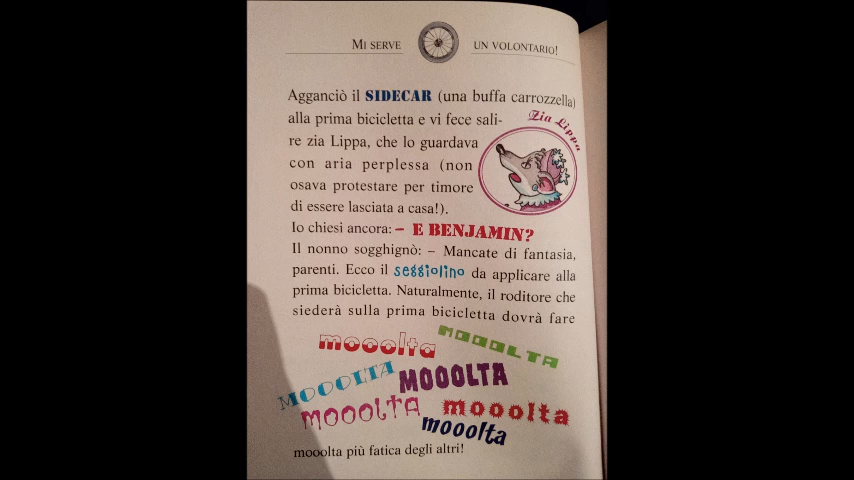 MI SERVE UN VOLONTARIO!
Agganciò il SIDECAR (una buffa carrozzella)
alla prima bicicletta e vi fece sali-
re zia Lippa, che lo guardava
con aria perplessa (non
osava protestare per timore
di essere lasciata a casa!).
Zia Lippa
Io chiesi ancora: – E BENJAMIN?
Il nonno sogghignò: – Mancate di fantasia,
parenti. Ecco il seggiolino da applicare alla
prima bicicletta. Naturalmente, il roditore che
siederà sulla prima bicicletta dovrà fare
mooolta MOOOLTA
MOOOLTA MOOOLTA
MOOOLTA mooolta
mooolta
mooolta più fatica degli altri!